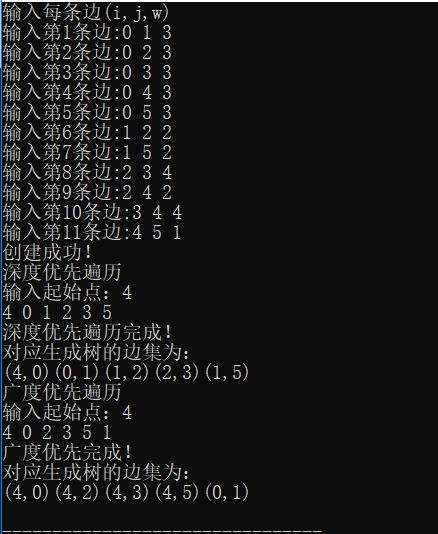 输入每条边(i,j,w)
输入第1条边:0 1 3
输入第2条边:0 2 3
输入第3条边:0 3 3
输入第4条边:0 4 3
输入第5条边:0 5 3
输入第6条边:1 2 2
输入第7条边:1 5 2
输入第8条边:2 3 4
输入第9条边:2 4 2
输入第10条边:3 4 4
输入第11条边:4 5 1
创建成功!
深度优先遍历
输入起始点: 4
4 0 1 2 3 5
深度优先遍历完成!
对应生成树的边集为:
(4,0)(0,1)(1,2)(2,3)(1,5)
广度优先遍历
输入起始点: 4
4 0 2 3 5 1
广度优先完成!
对应生成树的边集为:
(4,0)(4,2)(4,3)(4,5)(0,1)
--------------------------------